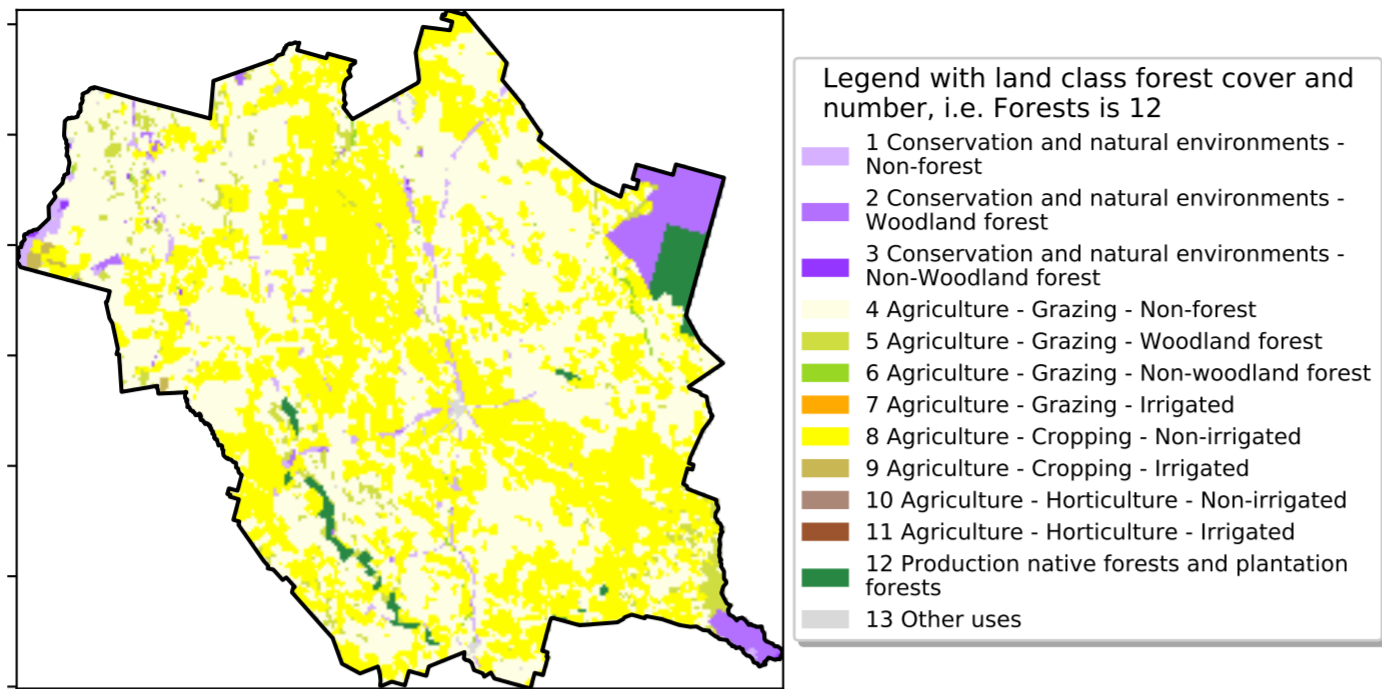 Legend with land class forest cover and
number, i.e. Forests is 12
1 Conservation and natural environments -
Non-forest
2 Conservation and natural environments -
Woodland forest
3 Conservation and natural environments -
Non-Woodland forest
4 Agriculture - Grazing - Non-forest
5 Agriculture - Grazing - Woodland forest
6 Agriculture - Grazing - Non-woodland forest
7 Agriculture - Grazing - Irrigated
8 Agriculture - Cropping - Non-irrigated
9 Agriculture - Cropping - Irrigated
10 Agriculture - Horticulture - Non-irrigated
11 Agriculture - Horticulture - Irrigated
12 Production native forests and plantation
forests
13 Other uses